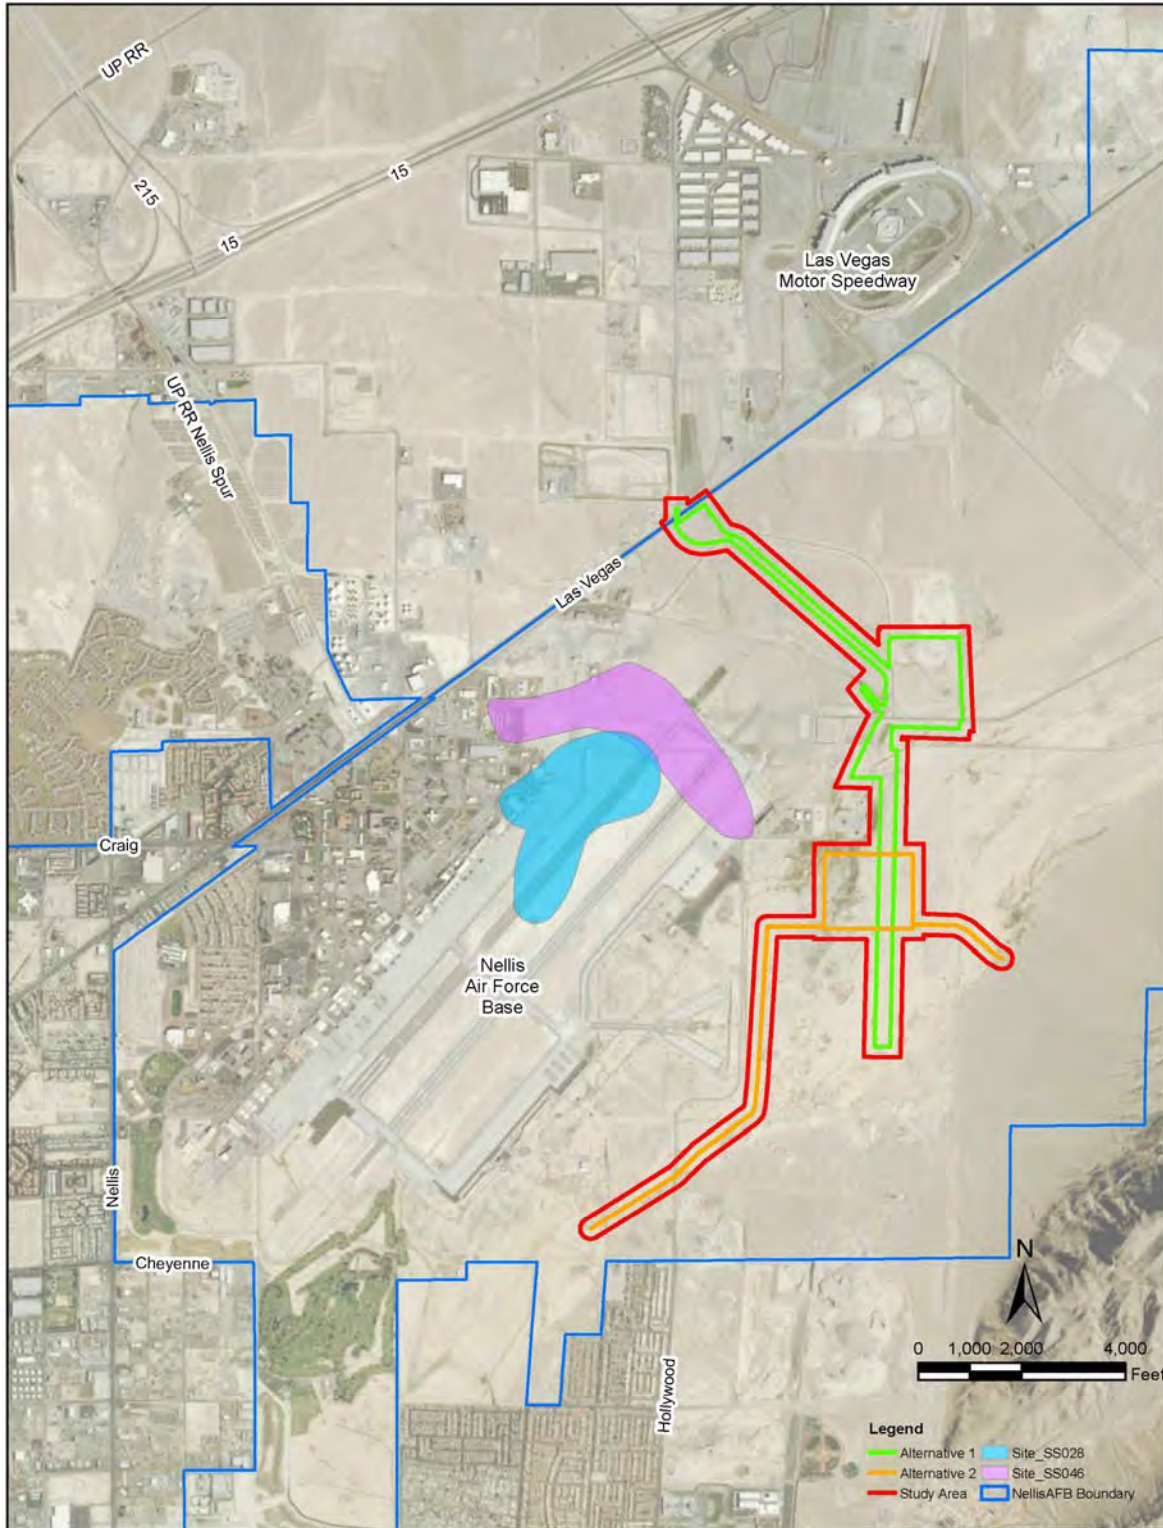 UP RR
215
15
15
Las Vegas
Motor Speedway
UP RR Nellis Spur
Las Vegas
Craig
Nellis
Air Force
Base
Nellis
Cheyenne
Hollywood
N
0 1,000 2,000 4,000
Feet
Legend
Alternative 1
Site_SS028
Alternative 2
Site_SS046
Study Area
NellisAFB Boundary